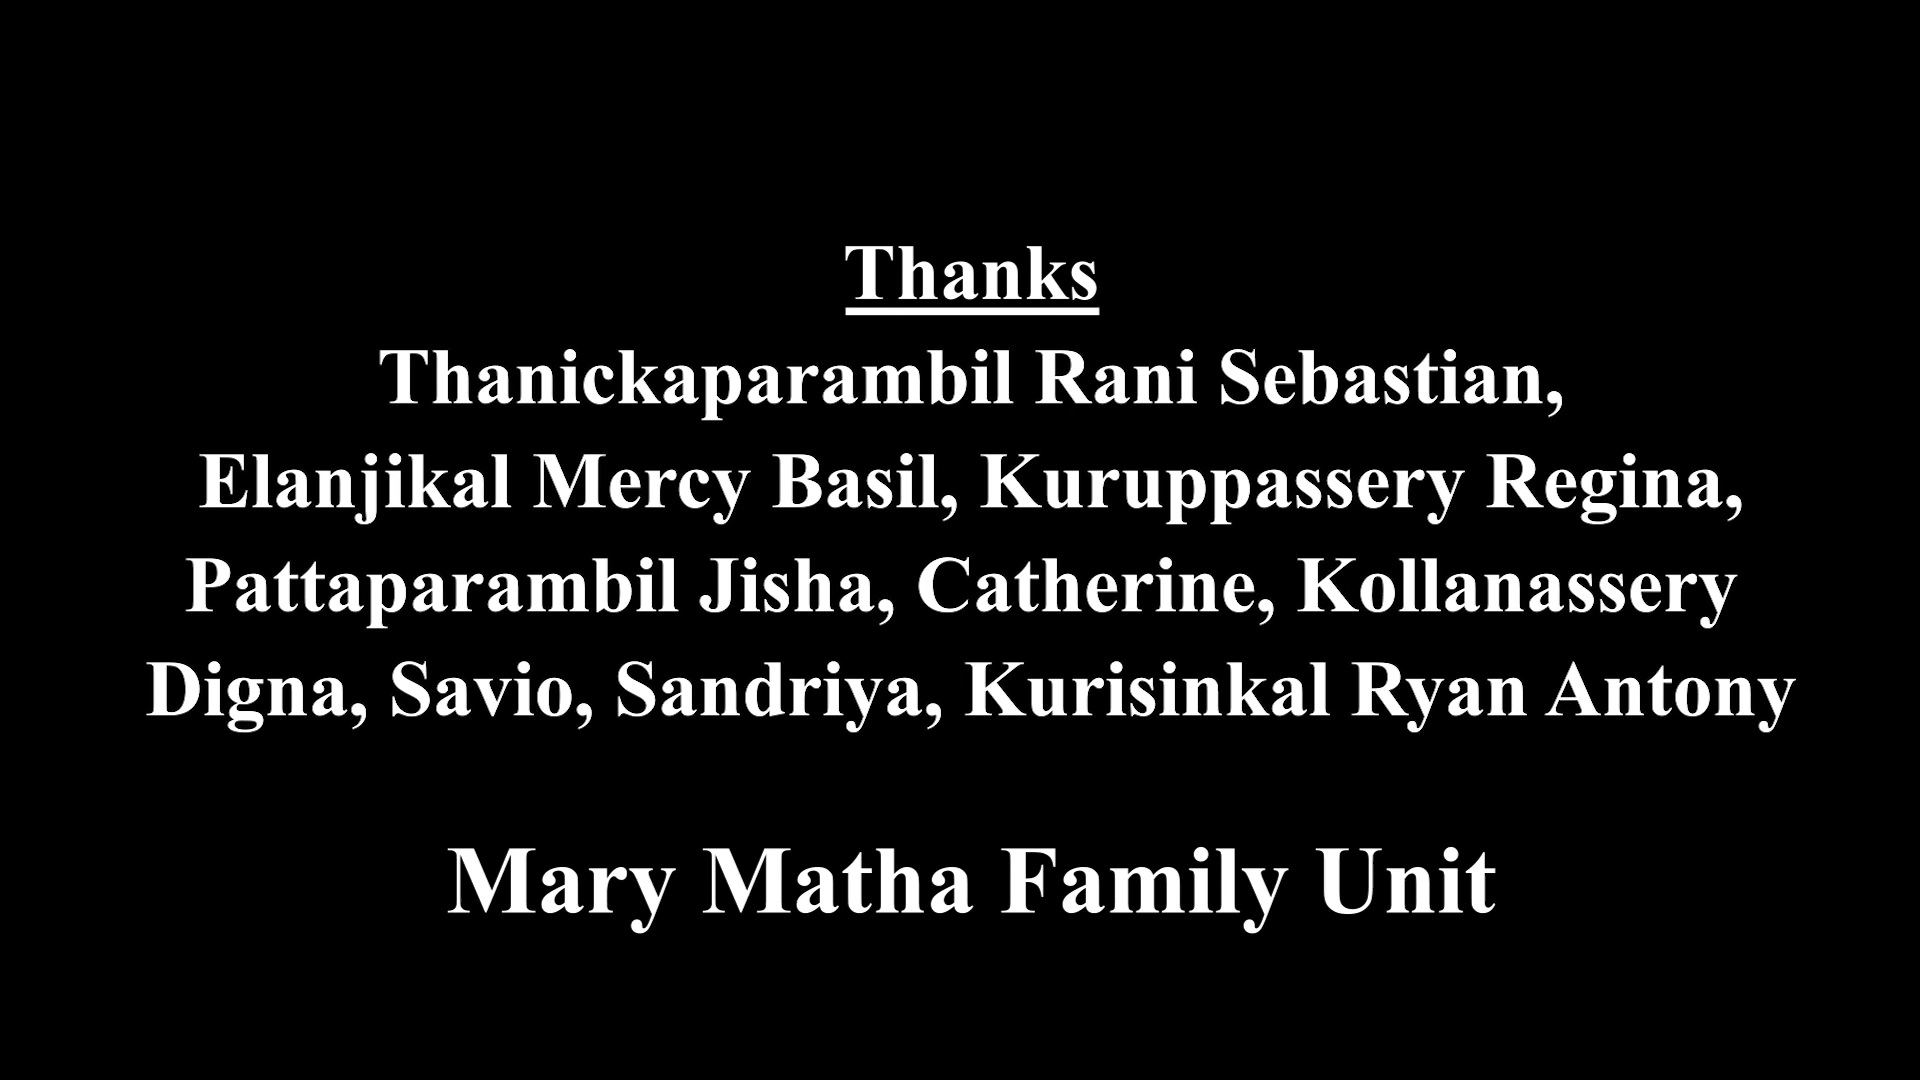 Thanks
Thanickaparambil Rani Sebastian,
Elanjikal Mercy Basil, Kuruppassery Regina,
Pattaparambil Jisha, Catherine, Kollanassery
Digna, Savio, Sandriya, Kurisinkal Ryan Antony
Mary Matha Family Unit